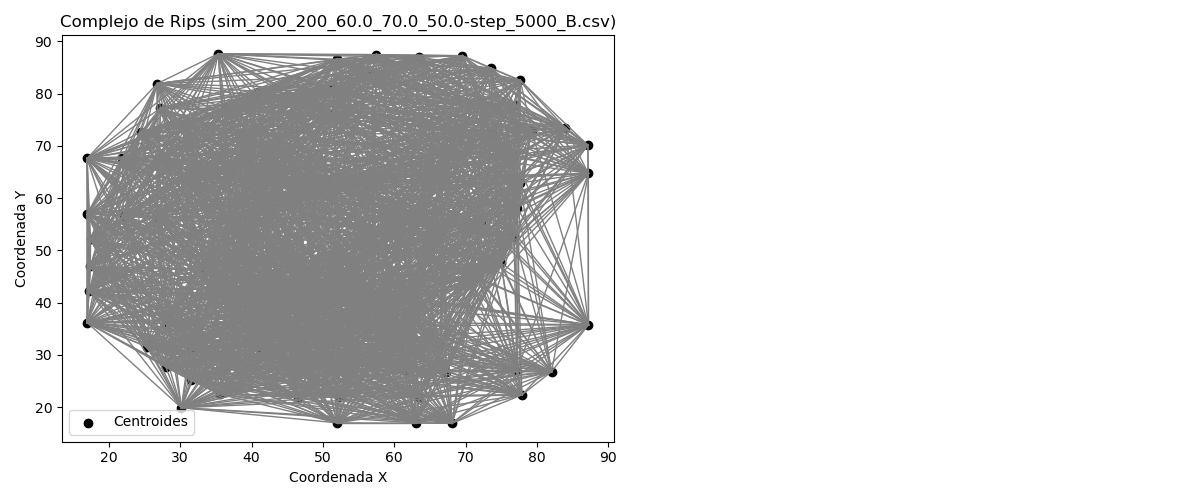 Complejo de Rips (sim_200_200_60.0_70.0_50.0-step_5000_B.csv)
90
80
70
60
50
40
30
20
Coordenada Y
Centroides
20 30 40 50 60 70 80 90
Coordenada X